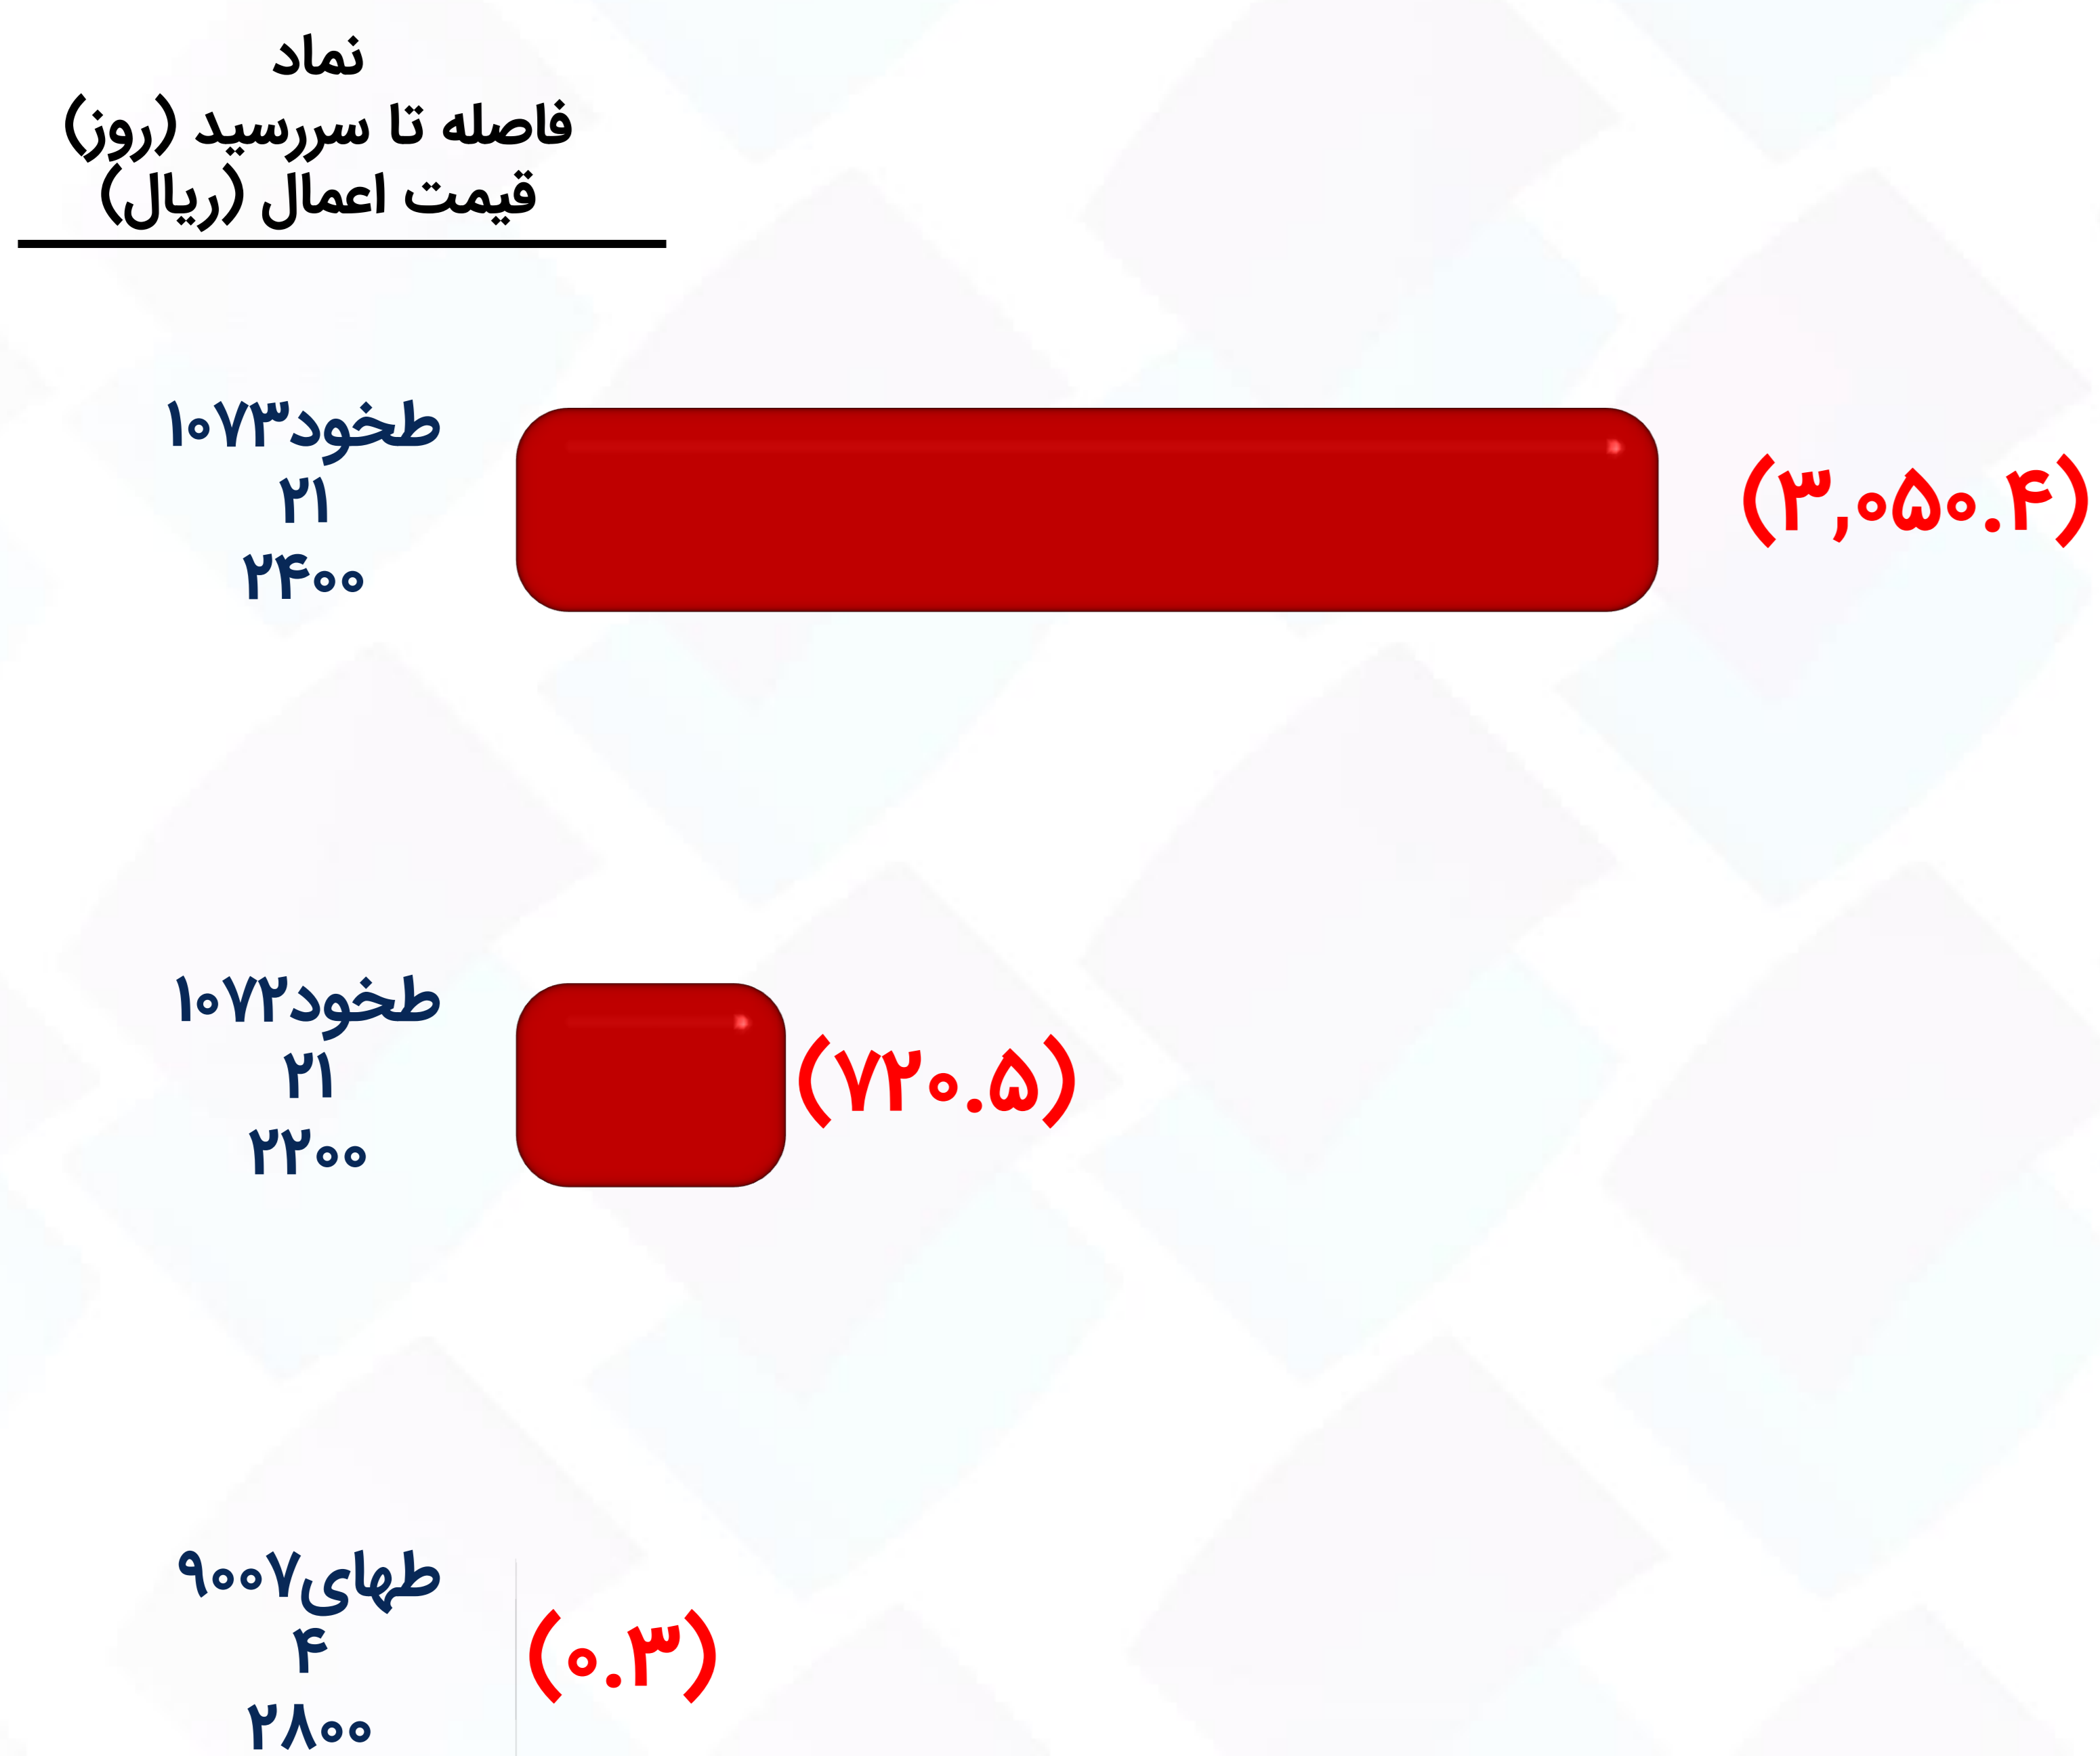 نماد
فاصله تا سررسید (روز)
قیمت اعمال (ریال)
طخود۱۰۷۳
۲۱
۲۴۰۰
(۳,۰۵۰.۴)
طخود۱۰۷۲
۲۱
۲۲۰۰
(۷۲۰.۵)
طهای۹۰۰۷
۴
۲۸۰۰
(۰.۳)